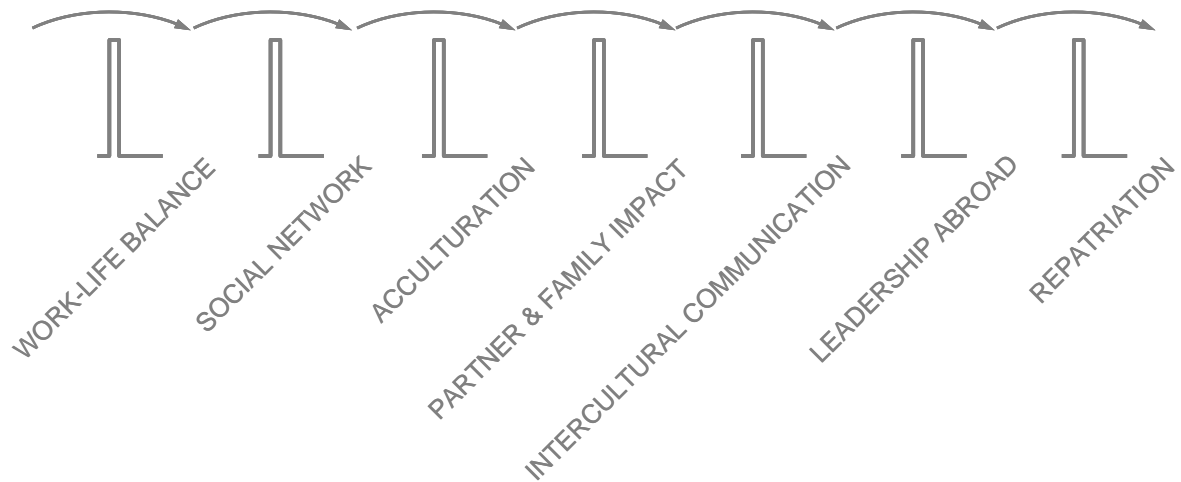 WORK-LIFE BALANCE
SOCIAL NETWORK
ACCULTURATION
PARTNER & FAMILY IMPACT
INTERCULTURAL COMMUNICATION
LEADERSHIP ABROAD
REPATRIATION